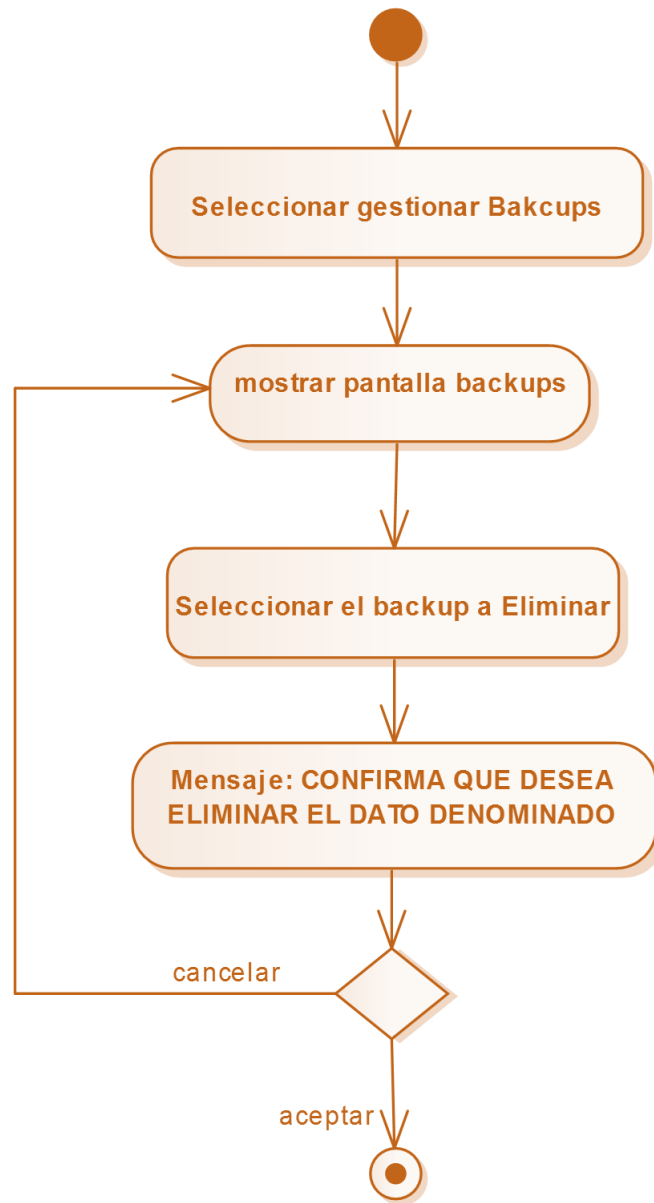 Seleccionar gestionar Bakcups
mostrar pantalla backups
Seleccionar el backup a Eliminar
Mensaje: CONFIRMA QUE DESEA
ELIMINAR EL DATO DENOMINADO
cancelar
aceptar